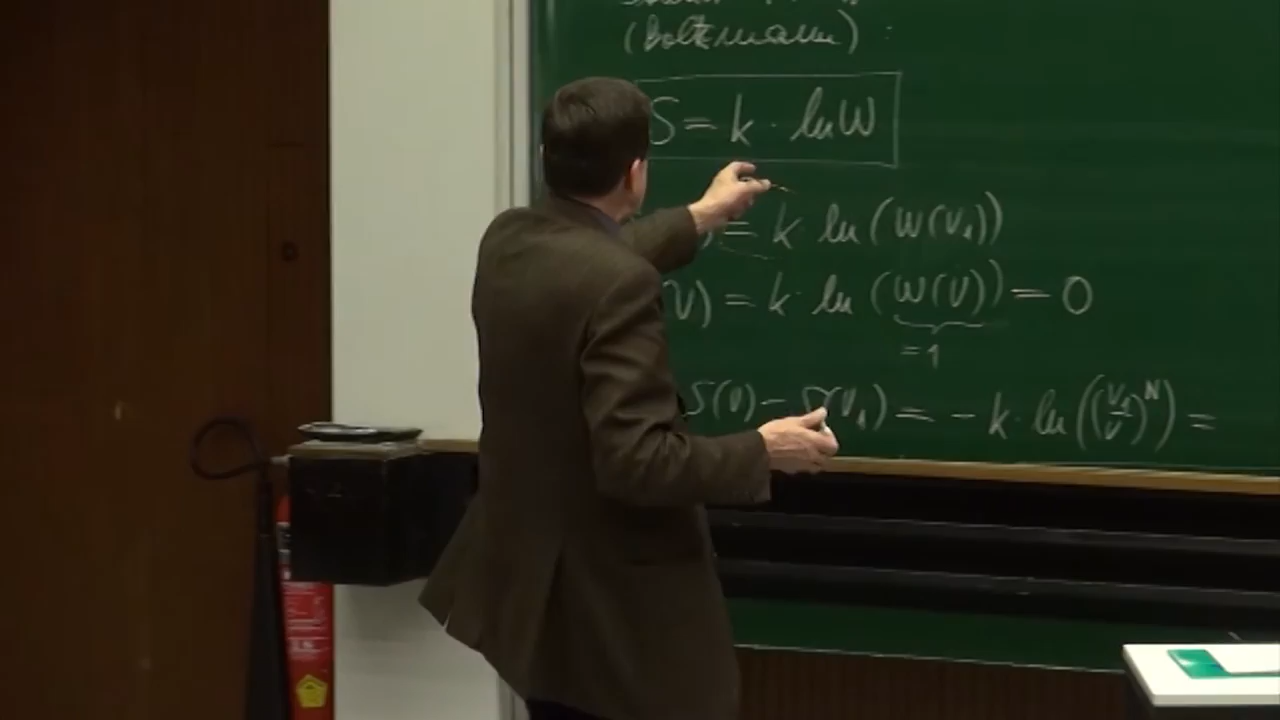 (Boltzmann) :
S = k · ln W
) = k ln (W(V₁))
(V) = k · ln (W(V)) = 0
= 1
S(V) – S(V₁) = – k · ln ((V₁/V)ᴺ) =